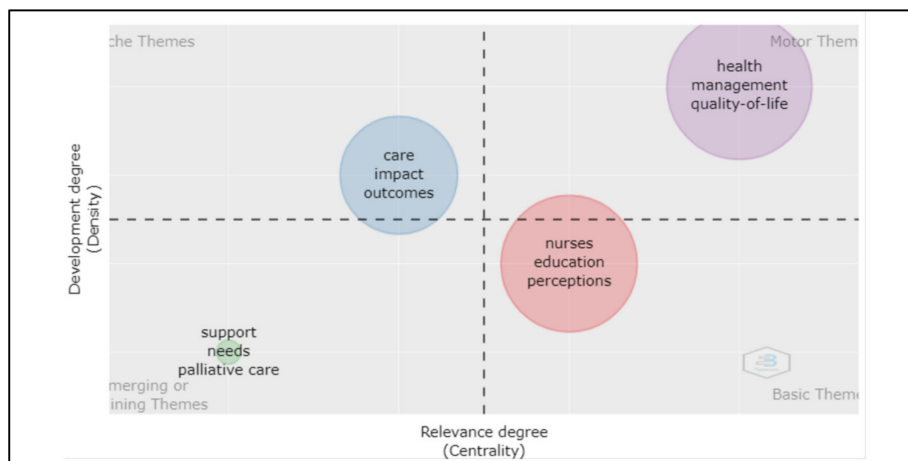 che Themes
Motor Them
health
management
quality-of-life
care
impact
outcomes
Development degree
(Density)
nurses
education
perceptions
support
needs
palliative care
merging or
ining Themes
Basic Theme
Relevance degree
(Centrality)